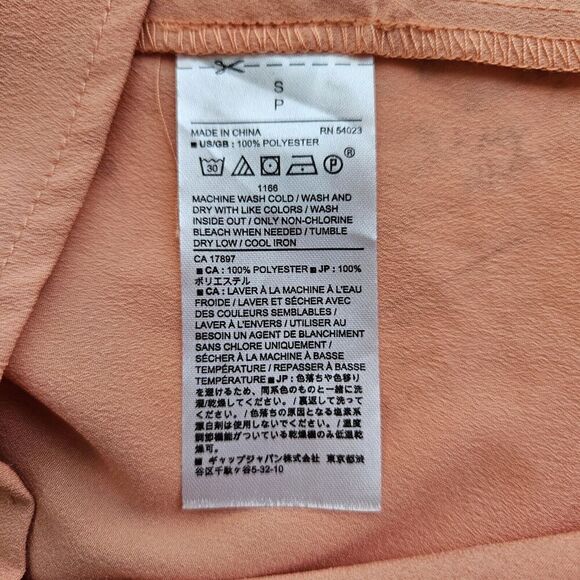 S
P
MADE IN CHINA RN 54023
■ US/GB : 100% POLYESTER
30 P ®
1166
MACHINE WASH COLD / WASH AND
DRY WITH LIKE COLORS / WASH
INSIDE OUT / ONLY NON-CHLORINE
BLEACH WHEN NEEDED / TUMBLE
DRY LOW / COOL IRON
CA 17897
■ CA : 100% POLYESTER ■ JP : 100%
ポリエステル
■ CA : LAVER À LA MACHINE À L'EAU
FROIDE / LAVER ET SÉCHER AVEC
DES COULEURS SEMBLABLES /
LAVER À L'ENVERS / UTILISER AU
BESOIN UN AGENT DE BLANCHIMENT
SANS CHLORE UNIQUEMENT /
SÉCHER À LA MACHINE À BASSE
TEMPÉRATURE / REPASSER À BASSE
TEMPÉRATURE ■ JP : 色落ちや色移り
を避けるため、同系色のものと一緒に洗
濯/乾燥してください。/ 裏返して洗って
ください。/ 色落ちの原因となる塩素系
漂白剤は使用しないでください。/ 温度
調節機能がついている乾燥機のみ低温乾燥
可。
■ ギャップジャパン株式会社 東京都渋
谷区千駄ヶ谷5-32-10